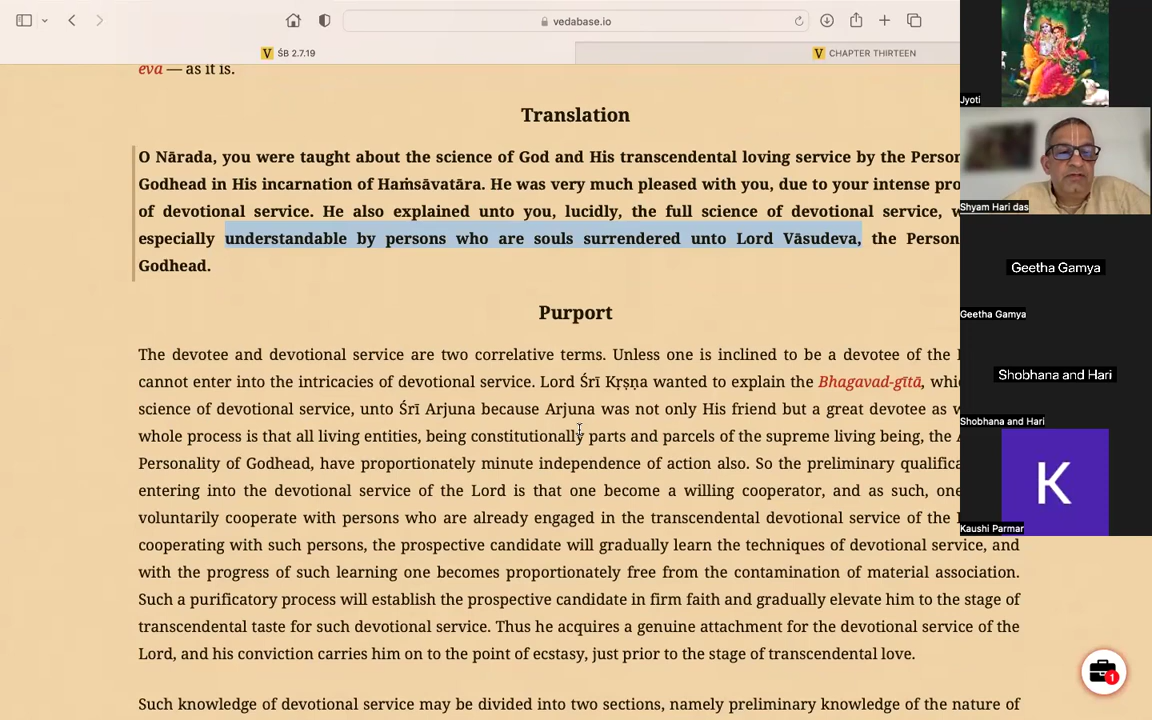 vedabase.io
ŚB 2.7.19
CHAPTER THIRTEEN
eva — as it is.
Translation
O Nārada, you were taught about the science of God and His transcendental loving service by the Person
Godhead in His incarnation of Haṁsāvatāra. He was very much pleased with you, due to your intense pro
of devotional service. He also explained unto you, lucidly, the full science of devotional service, w
especially understandable by persons who are souls surrendered unto Lord Vāsudeva, the Person
Godhead.
Purport
The devotee and devotional service are two correlative terms. Unless one is inclined to be a devotee of the
cannot enter into the intricacies of devotional service. Lord Śrī Kṛṣṇa wanted to explain the Bhagavad-gītā, whic
science of devotional service, unto Śrī Arjuna because Arjuna was not only His friend but a great devotee as w
whole process is that all living entities, being constitutionally parts and parcels of the supreme living being, the
Personality of Godhead, have proportionately minute independence of action also. So the preliminary qualifica
entering into the devotional service of the Lord is that one become a willing cooperator, and as such, one
voluntarily cooperate with persons who are already engaged in the transcendental devotional service of the
cooperating with such persons, the prospective candidate will gradually learn the techniques of devotional service, and
with the progress of such learning one becomes proportionately free from the contamination of material association.
Such a purificatory process will establish the prospective candidate in firm faith and gradually elevate him to the stage of
transcendental taste for such devotional service. Thus he acquires a genuine attachment for the devotional service of the
Lord, and his conviction carries him on to the point of ecstasy, just prior to the stage of transcendental love.
Such knowledge of devotional service may be divided into two sections, namely preliminary knowledge of the nature of
Jyoti
Shyam Hari das
Geetha Gamya
Geetha Gamya
Shobhana and Hari
Shobhana and Hari
K
Kaushi Parmar
1